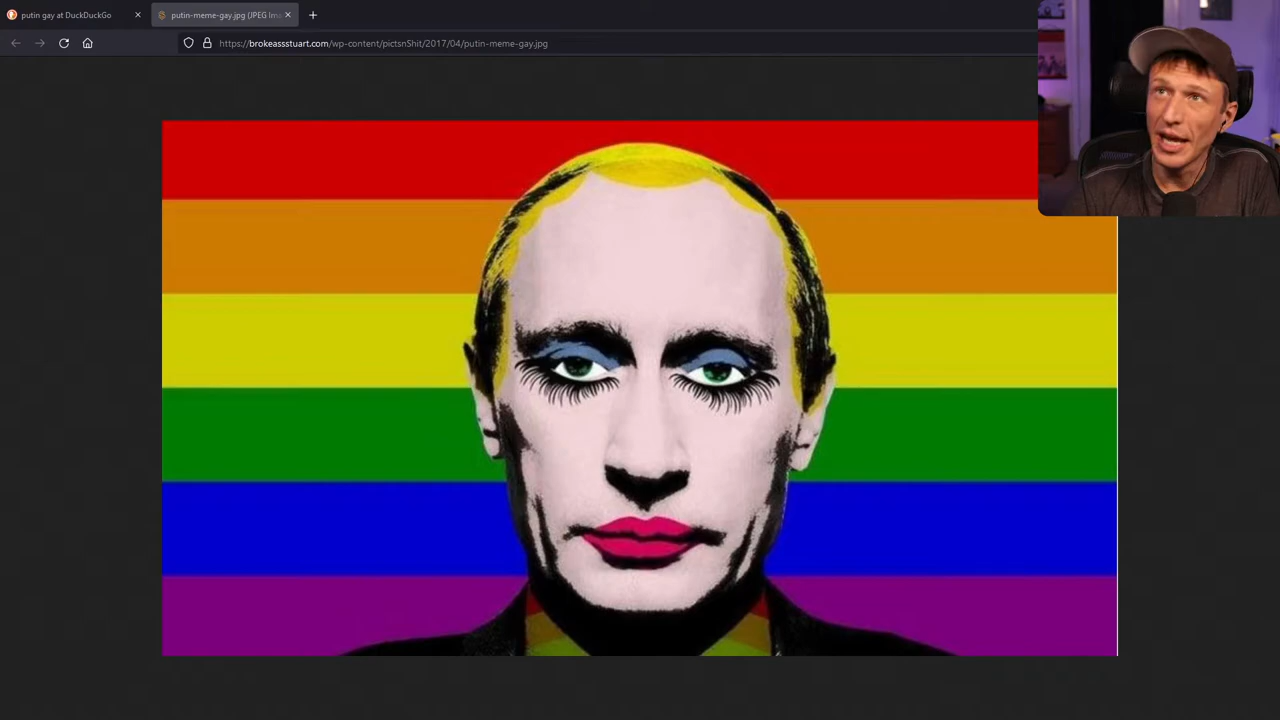 putin gay at DuckDuckGo
putin-meme-gay.jpg (JPEG Im
https://brokeassstuart.com/wp-content/pictsnShit/2017/04/putin-meme-gay.jpg